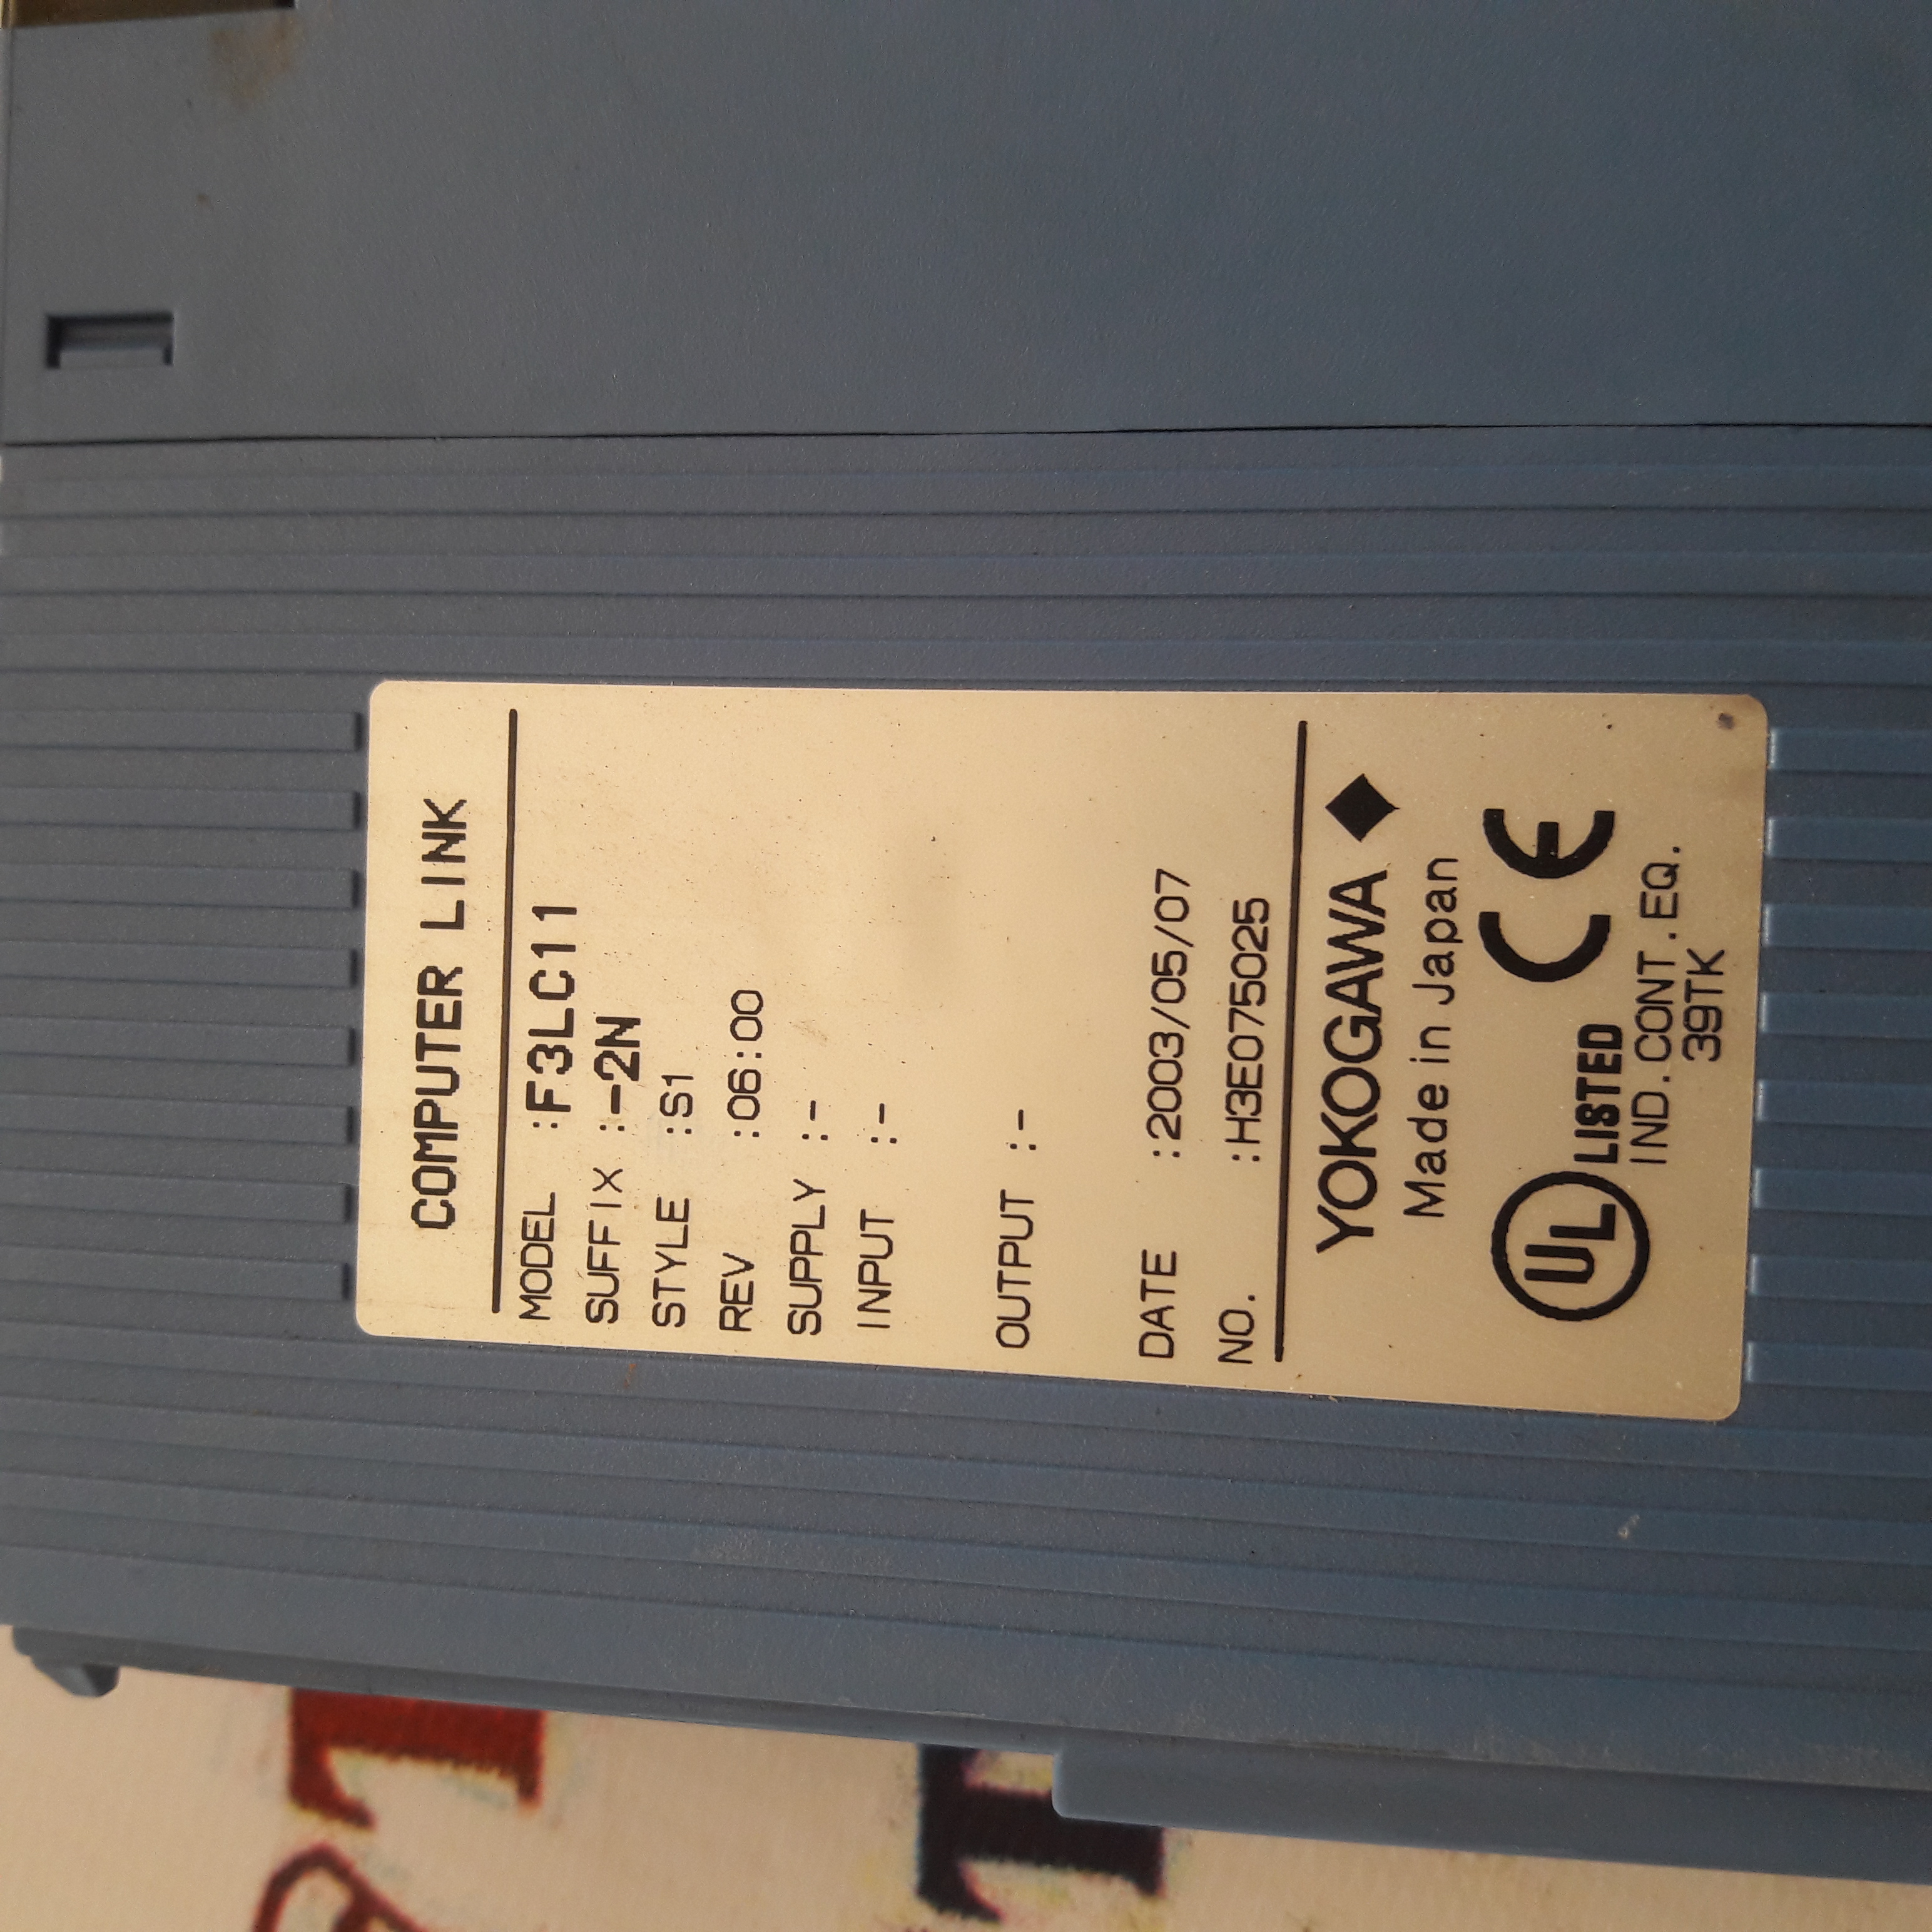 COMPUTER LINK
MODEL :F3LC11
SUFFIX :-2N
STYLE :S1
REV :06:00
SUPPLY :-
INPUT :-
OUTPUT :-
DATE :2003/05/07
NO. :H3E075025
YOKOGAWA
Made in Japan
UL LISTED CE
IND.CONT.EQ.
39TK